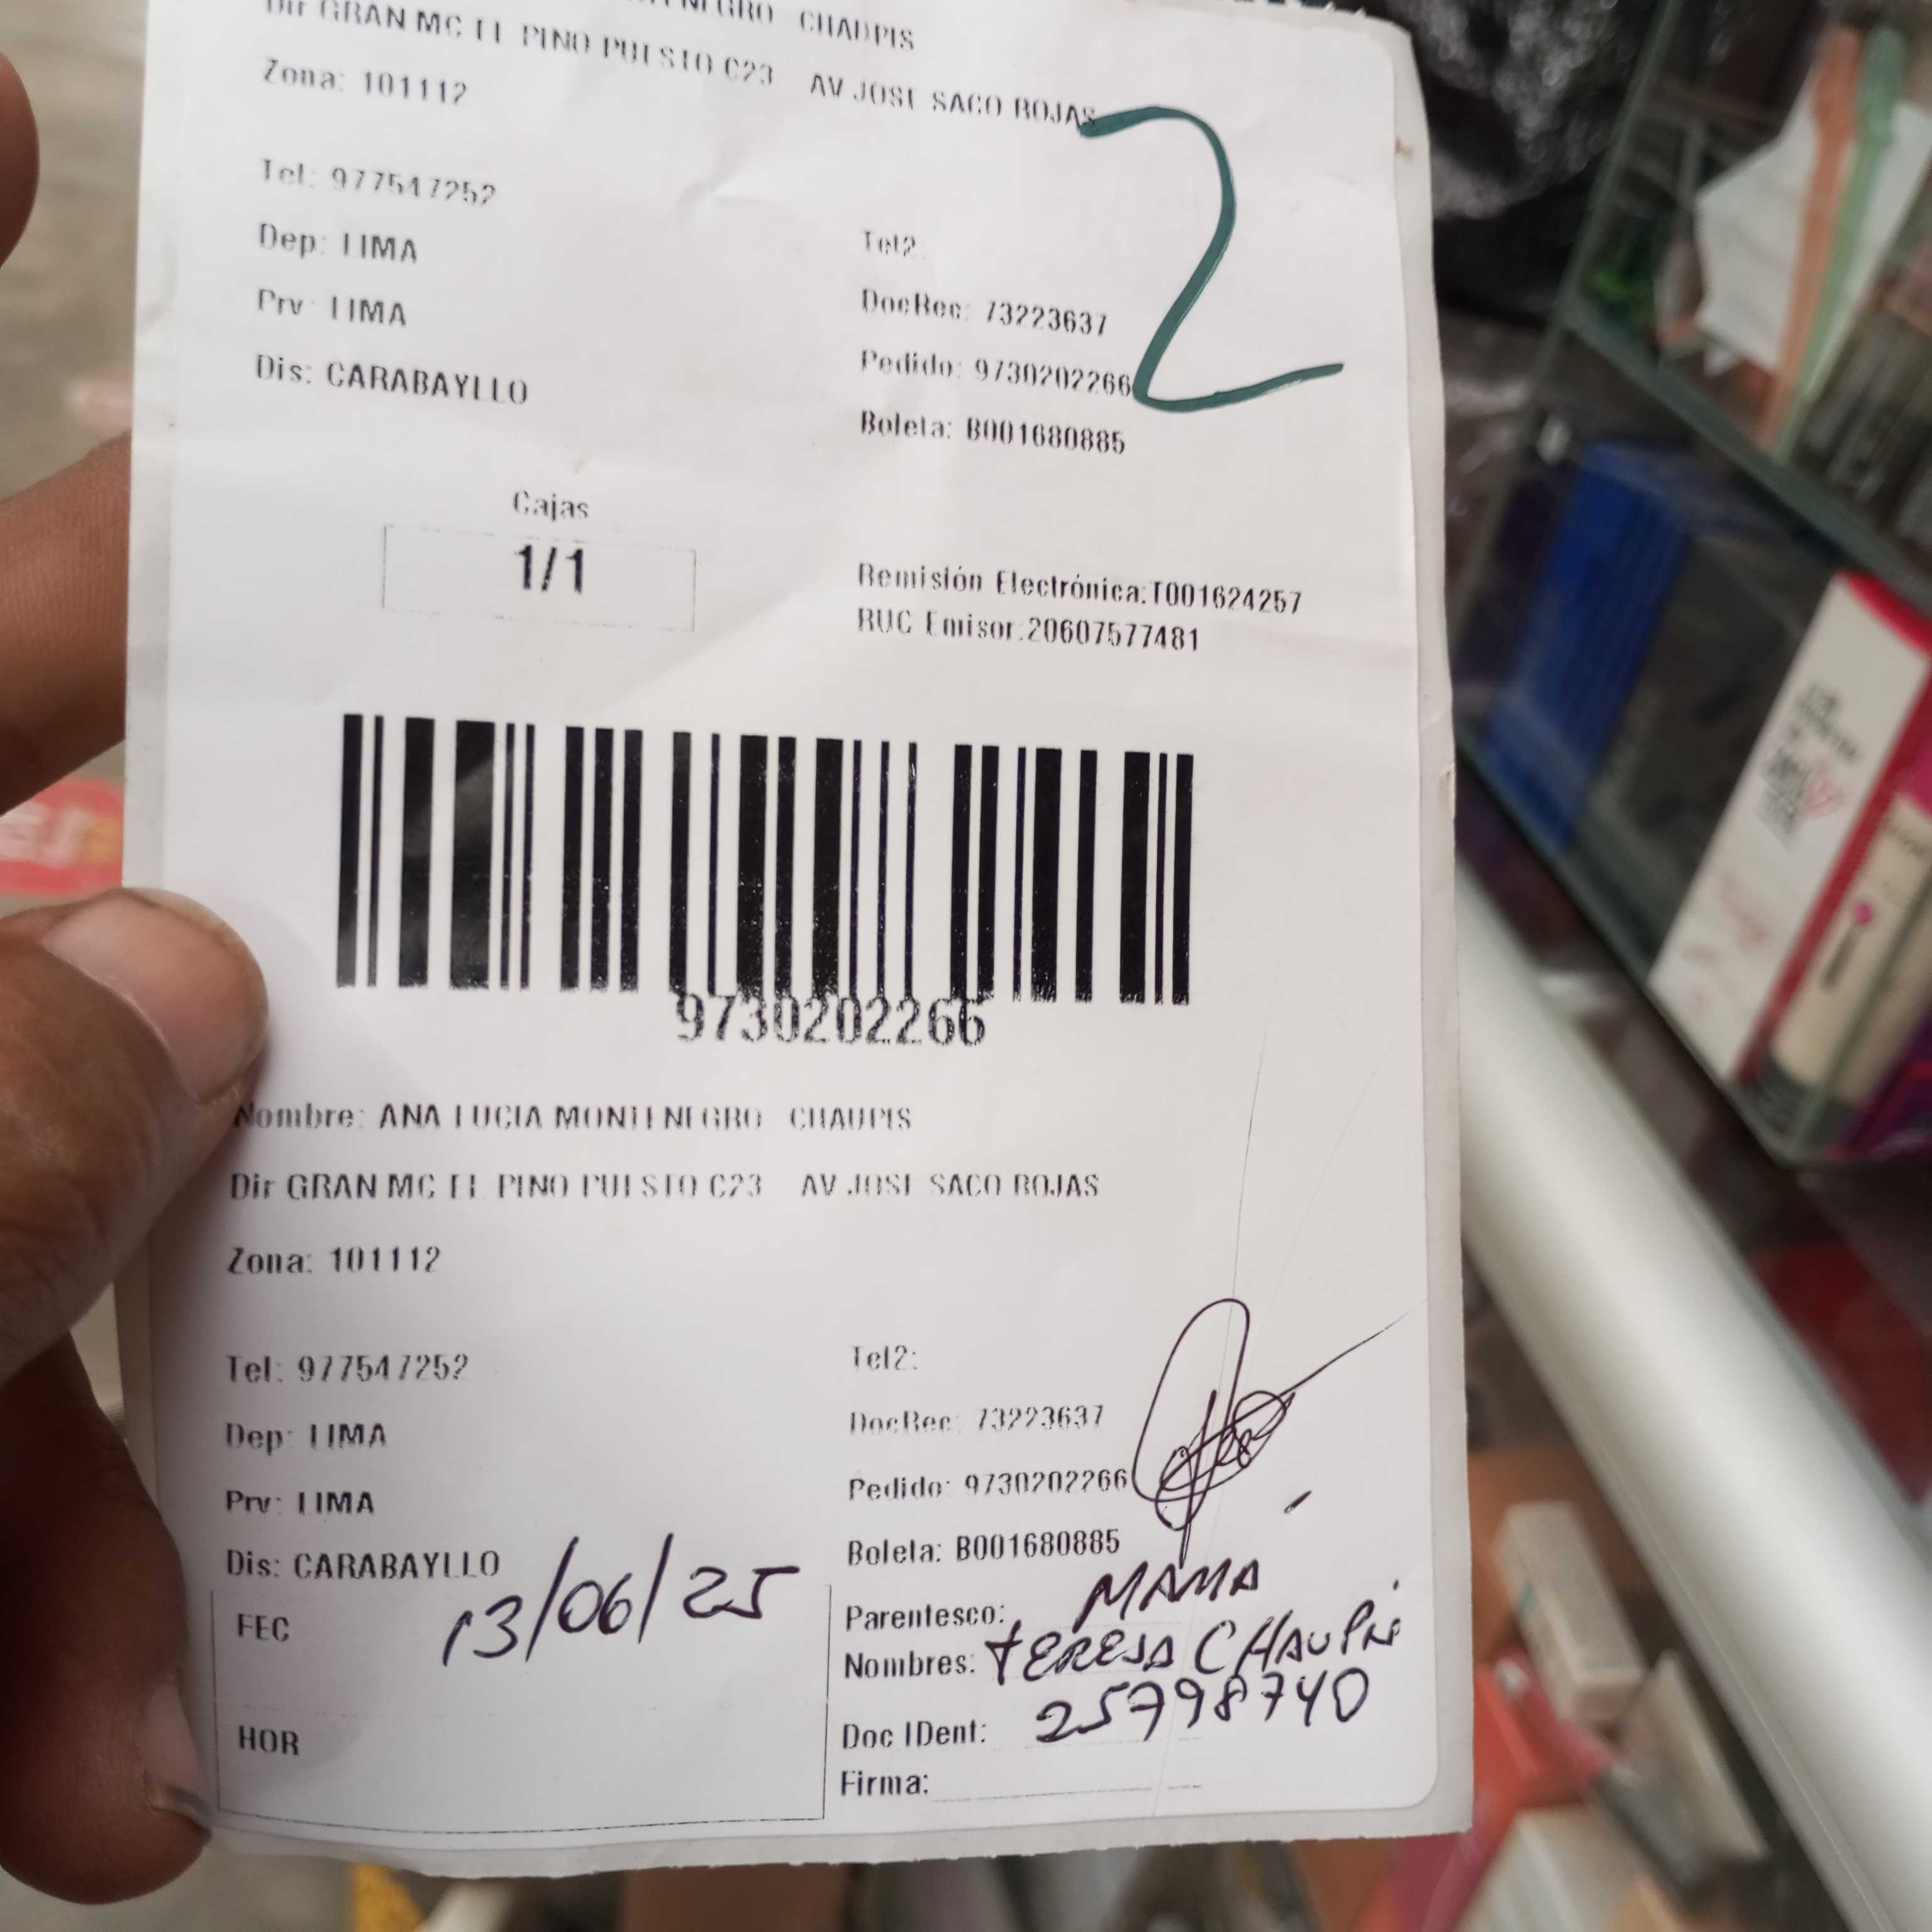 MONTENEGRO CHAUPIS
Dir GRAN MC EL PINO PUESTO C23 AV JOSE SACO ROJAS
Zona: 101112
2
Tel: 977547252
Dep: LIMA
Tel2:
Prv: LIMA
DocRec: 73223637
Dis: CARABAYLLO
Pedido: 9730202266
Boleta: B001680885
Cajas
1/1
Remisión Electrónica:T001624257
RUC Emisor:20607577481
9730202266
Nombre: ANA LUCIA MONTENEGRO CHAUPIS
Dir GRAN MC EL PINO PUESTO C23 AV JOSE SACO ROJAS
Zona: 101112
Tel: 977547252
Tel2:
Dep: LIMA
DocRec: 73223637
Prv: LIMA
Pedido: 9730202266
Dis: CARABAYLLO
Boleta: B001680885
FEC 13/06/25
Parentesco: MAMÁ
Nombres: TERESA CHAUPIS
HOR
Doc IDent: 25798740
Firma: